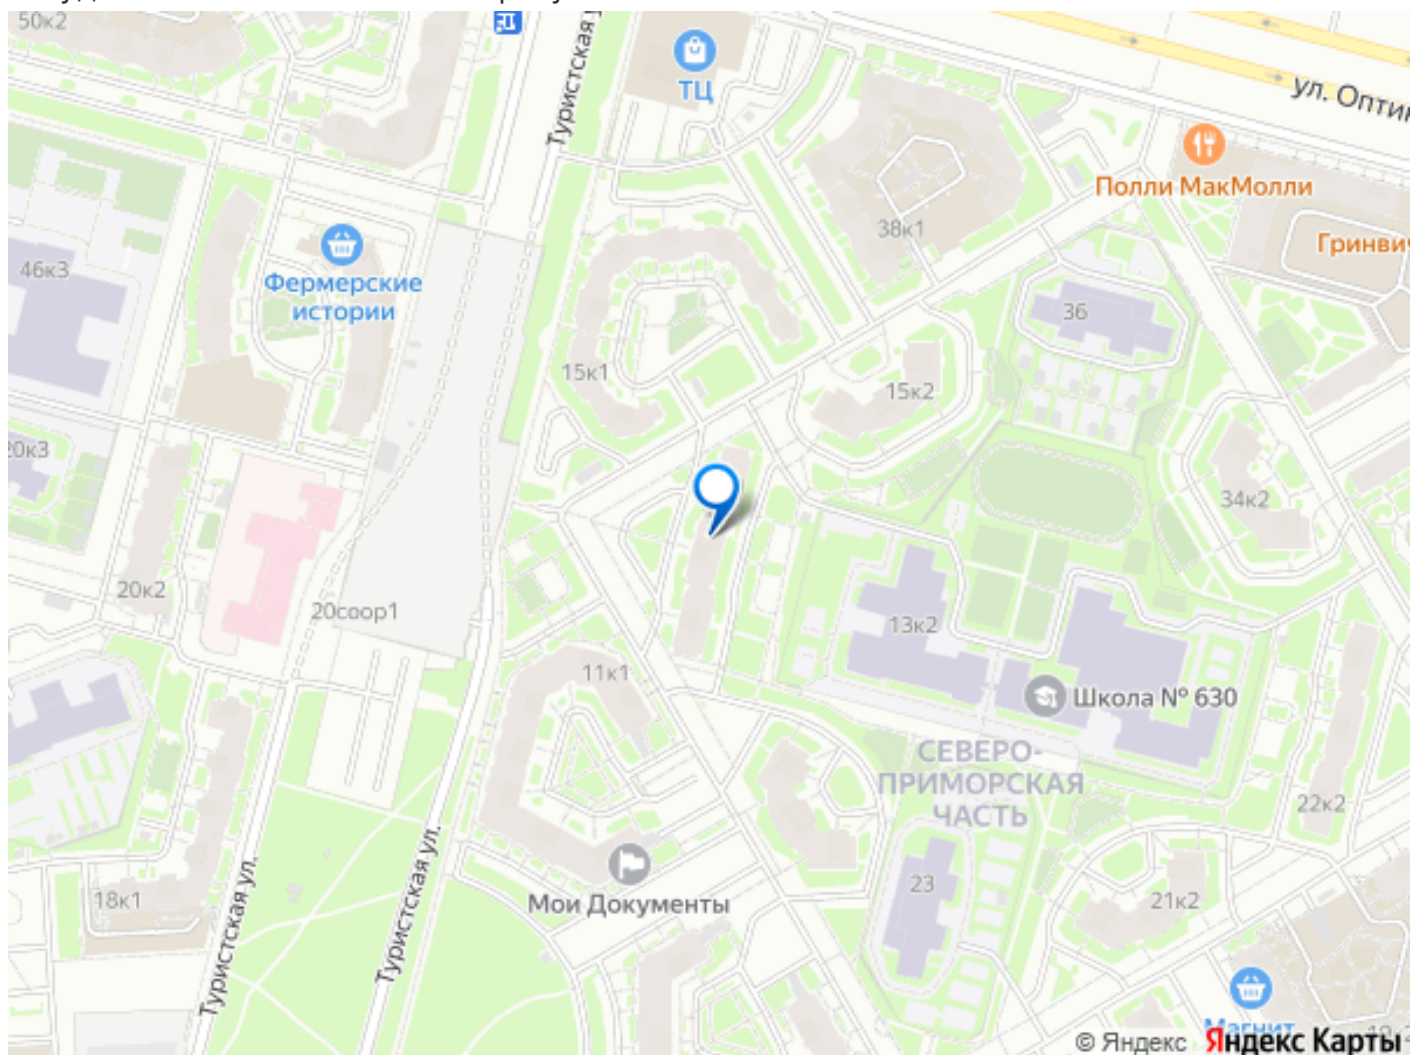 50к2
Туристская у
ТЦ
ул. Опти
Полли МакМолли
38к1
Гринвич
46к3
Фермерские
истории
36
15к1
15к2
20к3
34к2
20к2
20соор1
13к2
11к1
Школа № 630
СЕВЕРО-
ПРИМОРСКАЯ
ЧАСТЬ
22к2
Туристская ул.
Туристская ул.
18к1
Мои Документы
23
21к2
Магнит
© Яндекс Яндекс Карты